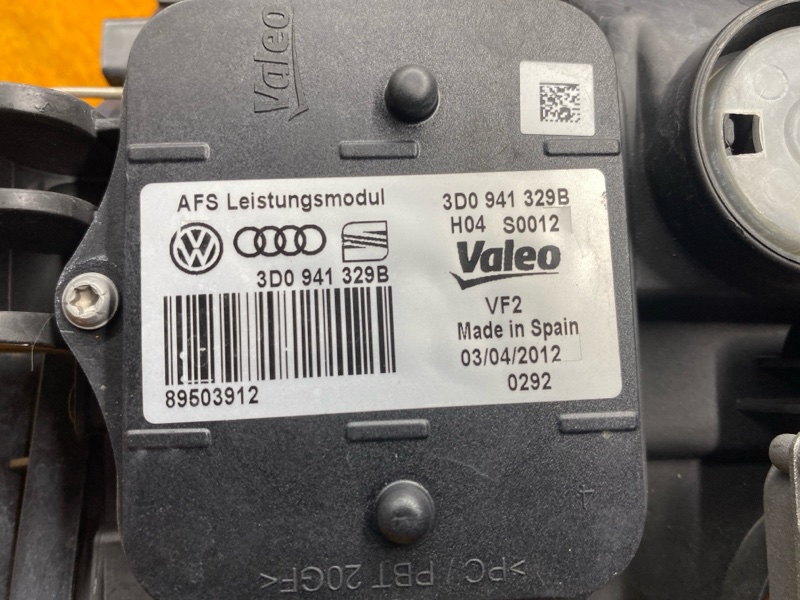 Valeo
AFS Leistungsmodul
3D0 941 329B
89503912
3D0 941 329B
H04 S0012
Valeo
VF2
Made in Spain
03/04/2012
0292
4
>PC / PBT 20GF<